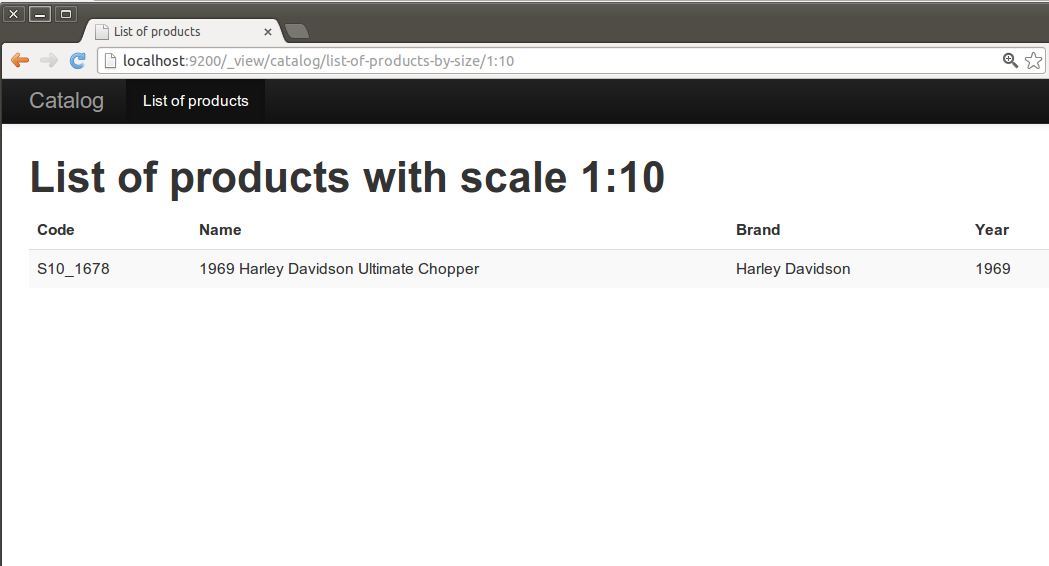 List of products
localhost:9200/_view/catalog/list-of-products-by-size/1:10
Catalog List of products
List of products with scale 1:10
Code Name Brand Year
S10_1678 1969 Harley Davidson Ultimate Chopper Harley Davidson 1969